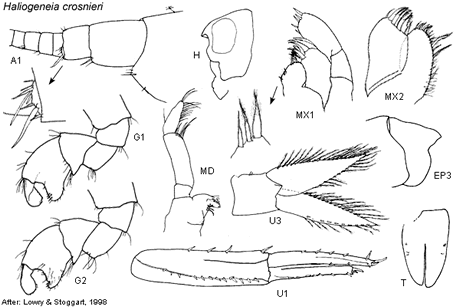 Haliogeneia crosnieri
A1
H
MX1
MX2
G1
MD
EP3
U3
G2
U1
T
After: Lowry & Stoggart, 1998